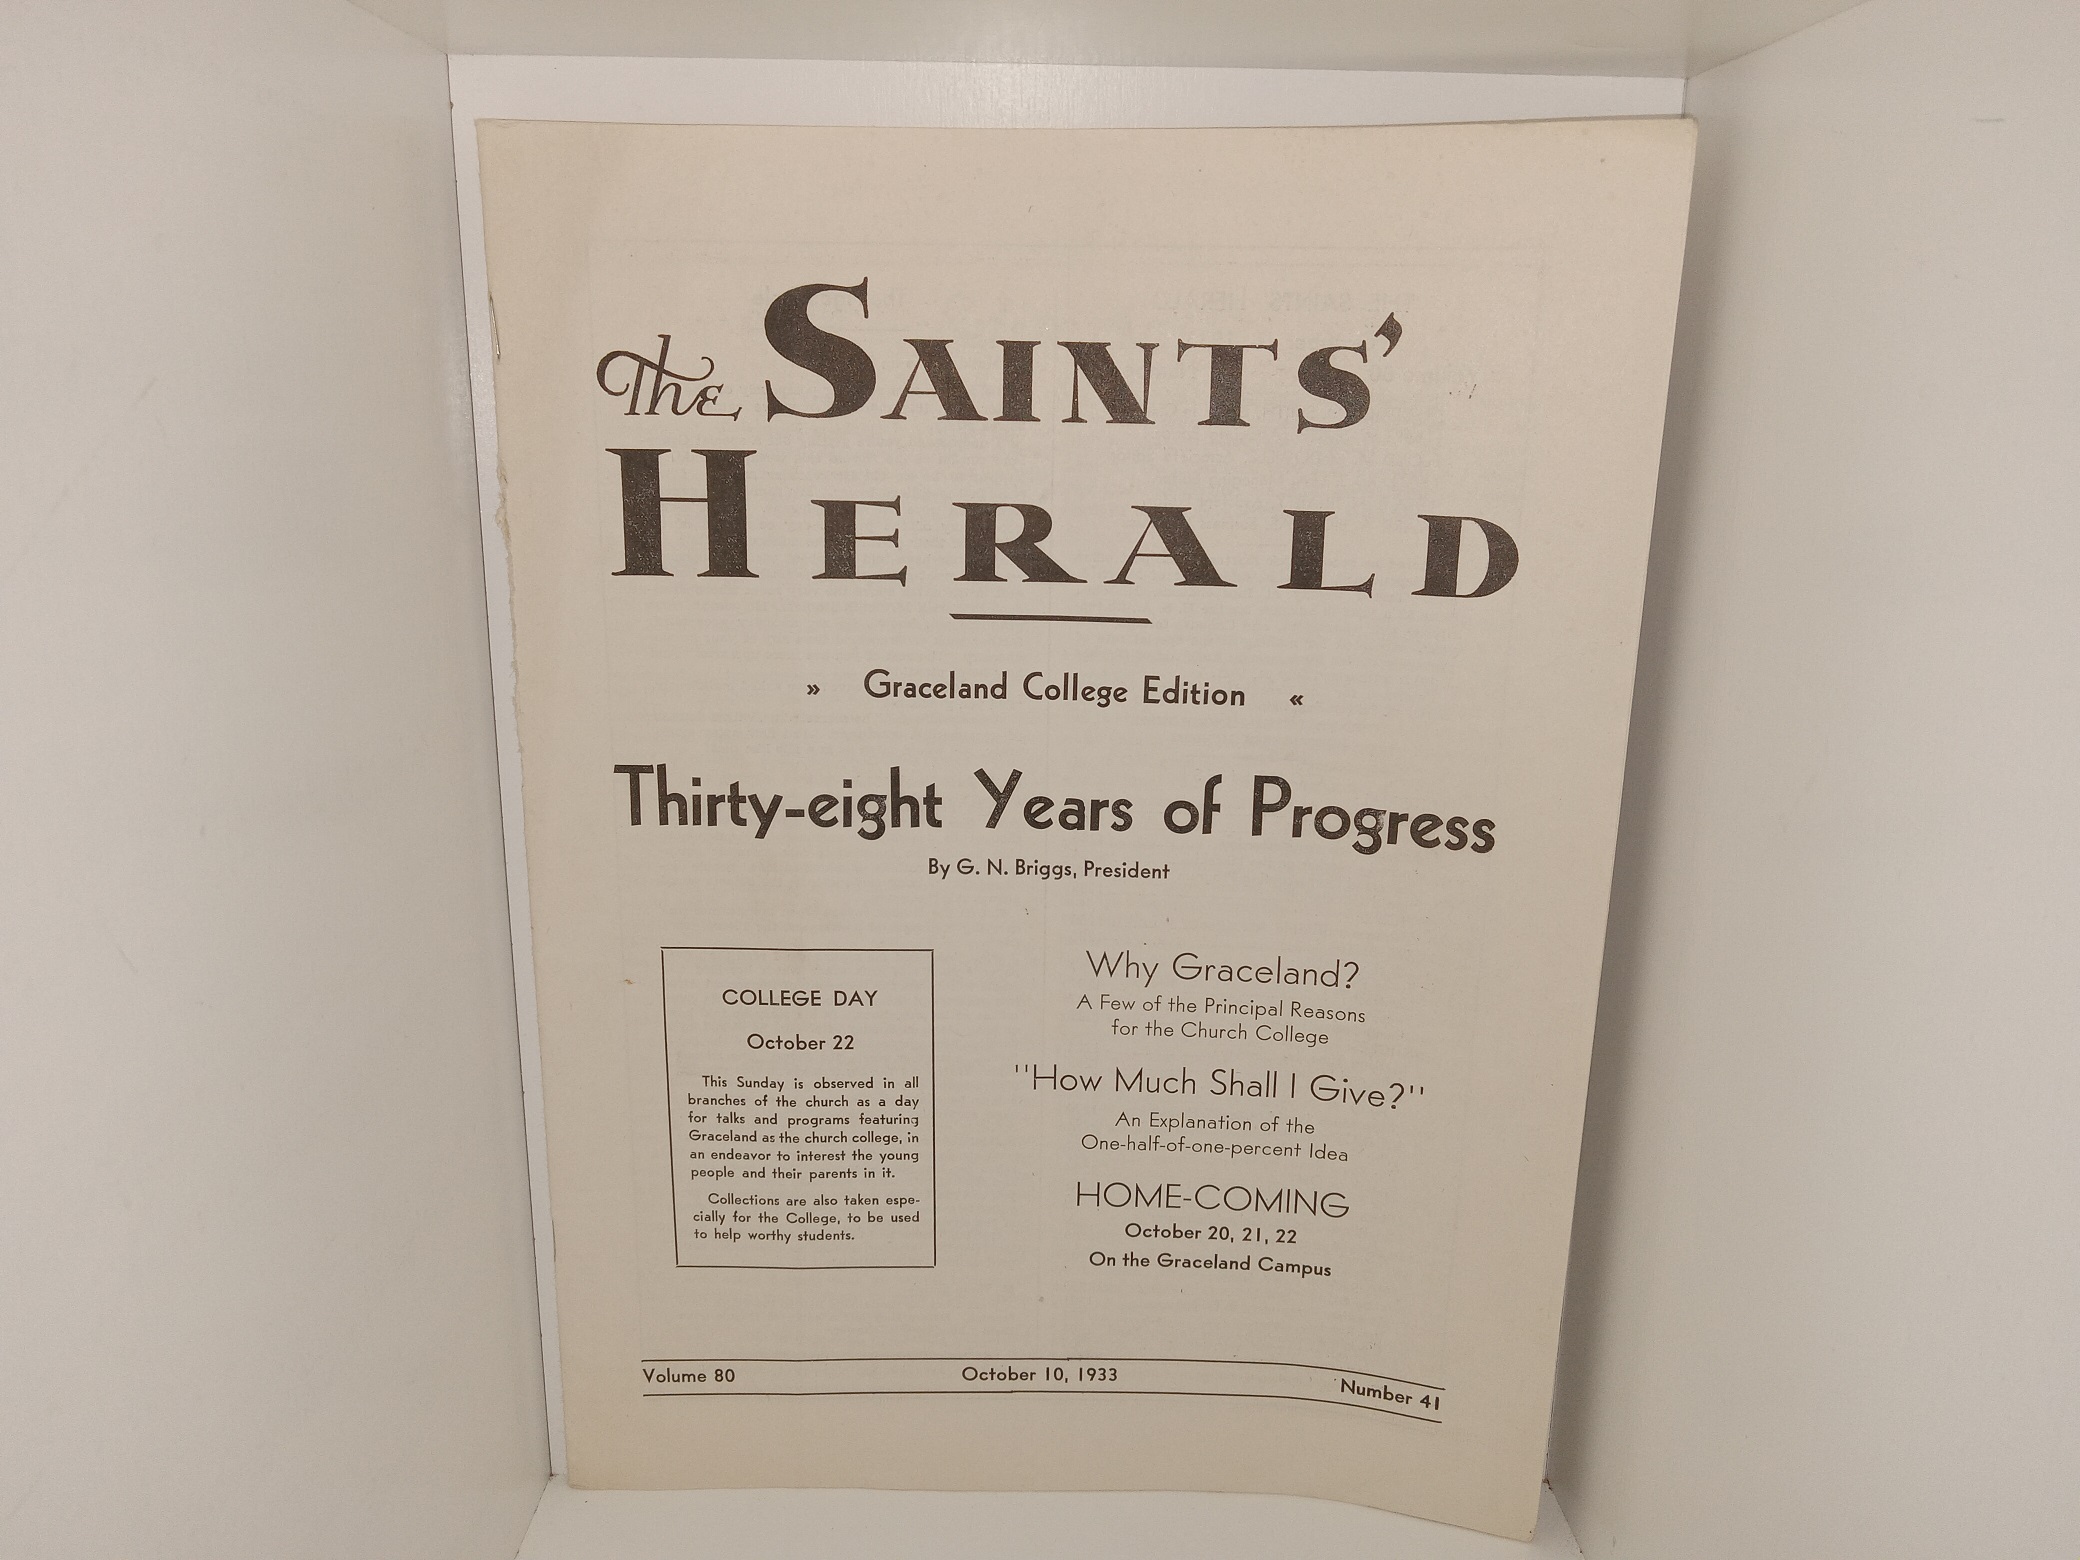 The SAINTS'
HERALD
» Graceland College Edition «
Thirty-eight Years of Progress
By G. N. Briggs, President
COLLEGE DAY
October 22
This Sunday is observed in all
branches of the church as a day
for talks and programs featuring
Graceland as the church college, in
an endeavor to interest the young
people and their parents in it.
Collections are also taken espe-
cially for the College, to be used
to help worthy students.
Why Graceland?
A Few of the Principal Reasons
for the Church College
"How Much Shall I Give?"
An Explanation of the
One-half-of-one-percent Idea
HOME-COMING
October 20, 21, 22
On the Graceland Campus
Volume 80 October 10, 1933 Number 41